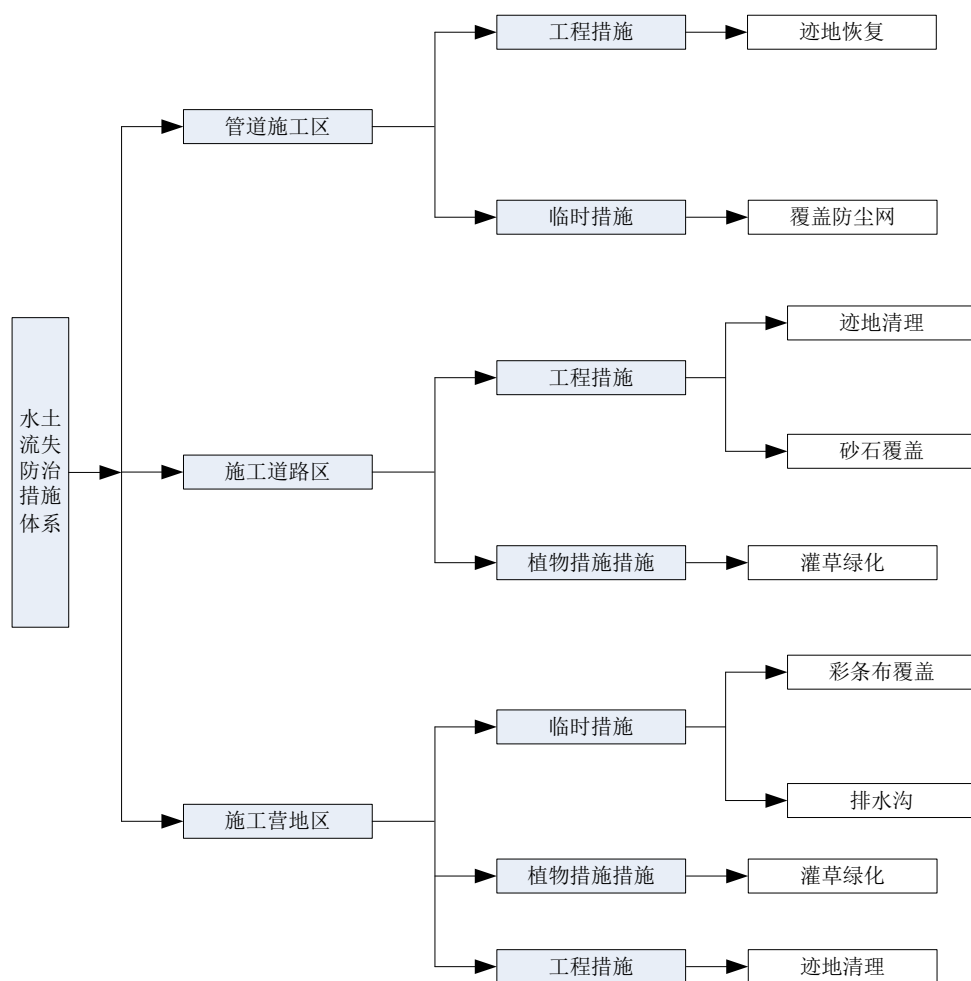 水土
流失
防治
措施
体系
管道施工区
工程措施
迹地恢复
临时措施
覆盖防尘网
施工道路区
工程措施
迹地清理
砂石覆盖
植物措施措施
灌草绿化
施工营地区
临时措施
彩条布覆盖
排水沟
植物措施措施
灌草绿化
工程措施
迹地清理